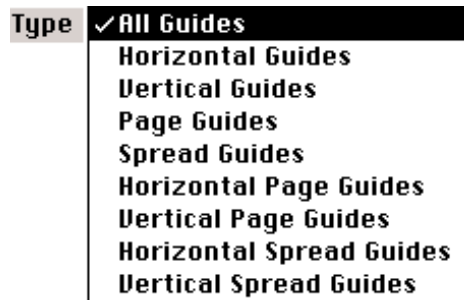 Type ✓All Guides
Horizontal Guides
Vertical Guides
Page Guides
Spread Guides
Horizontal Page Guides
Vertical Page Guides
Horizontal Spread Guides
Vertical Spread Guides